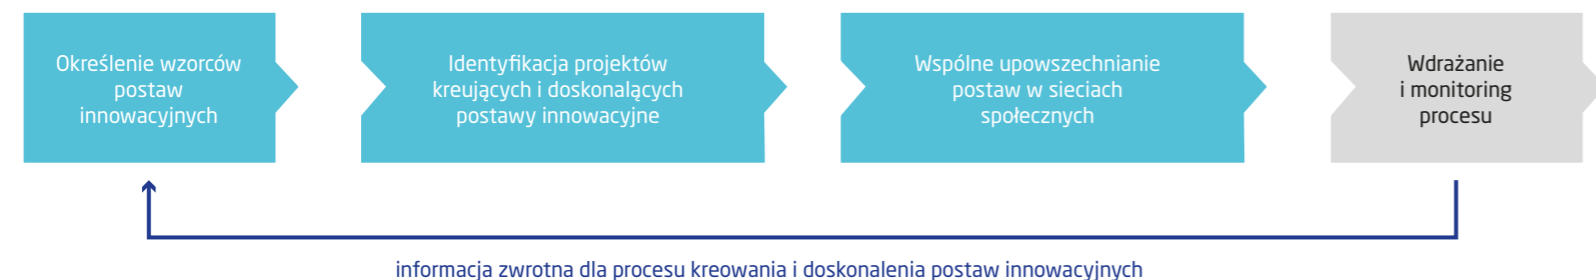 Określenie wzorców
postaw
innowacyjnych
Identyfikacja projektów
kreujących i doskonalących
postawy innowacyjne
Wspólne upowszechnianie
postaw w sieciach
społecznych
Wdrażanie
i monitoring
procesu
informacja zwrotna dla procesu kreowania i doskonalenia postaw innowacyjnych